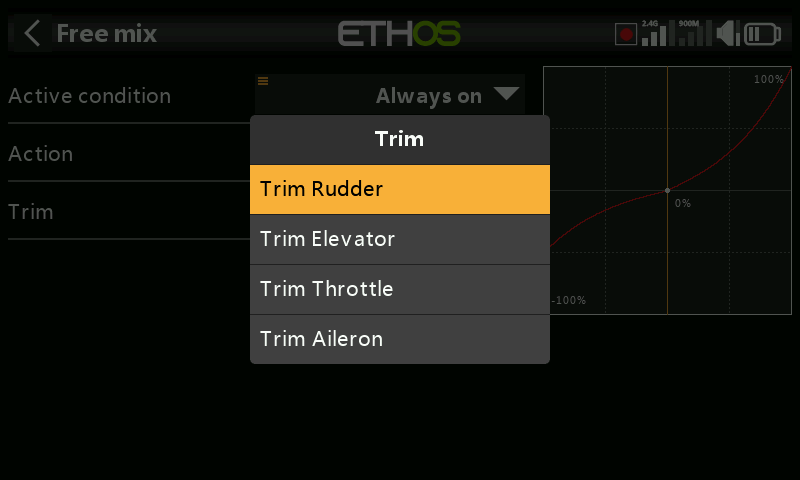 Free mix
ETHOS
2.4G
900M
Active condition
Always on
100%
Action
Trim
0%
-100%
Trim
Trim Rudder
Trim Elevator
Trim Throttle
Trim Aileron